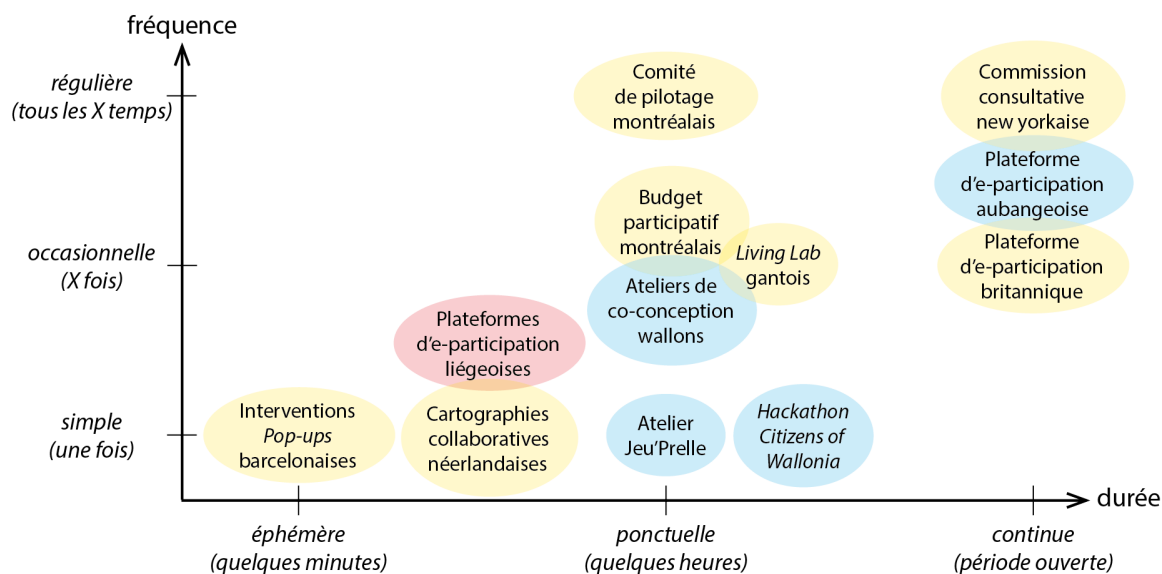 fréquence
régulière
(tous les X temps)
occasionnelle
(X fois)
simple
(une fois)
Comité
de pilotage
montréalais
Commission
consultative
new yorkaise
Plateforme
d'e-participation
aubangeoise
Budget
participatif
montréalais
Living Lab
gantois
Plateforme
d'e-participation
britannique
Ateliers de
co-conception
wallons
Plateformes
d'e-participation
liégeoises
Interventions
Pop-ups
barcelonaises
Cartographies
collaboratives
néerlandaises
Atelier
Jeu'Prelle
Hackathon
Citizens of
Wallonia
durée
éphémère
(quelques minutes)
ponctuelle
(quelques heures)
continue
(période ouverte)